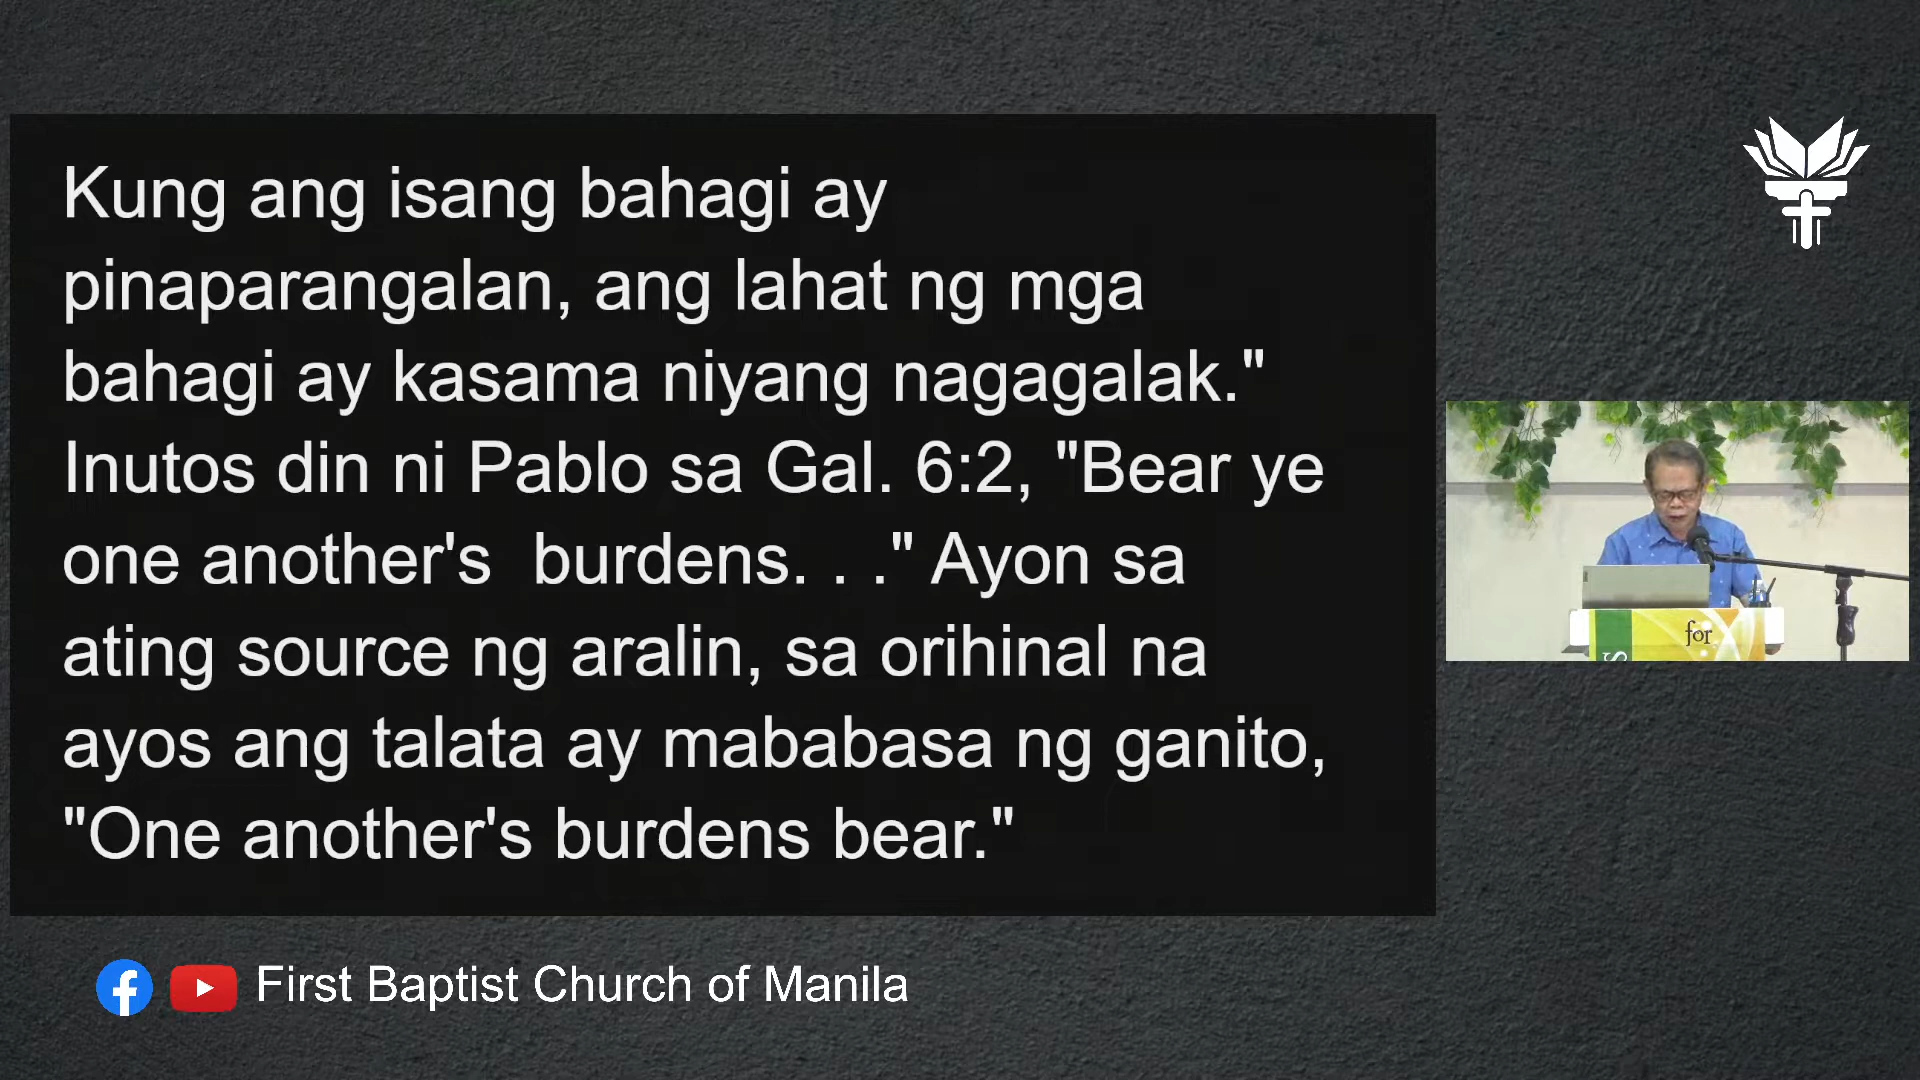 Kung ang isang bahagi ay
pinaparangalan, ang lahat ng mga
bahagi ay kasama niyang nagagalak."
Inutos din ni Pablo sa Gal. 6:2, "Bear ye
one another's  burdens. . ." Ayon sa
ating source ng aralin, sa orihinal na
ayos ang talata ay mababasa ng ganito,
"One another's burdens bear."
for
S
First Baptist Church of Manila